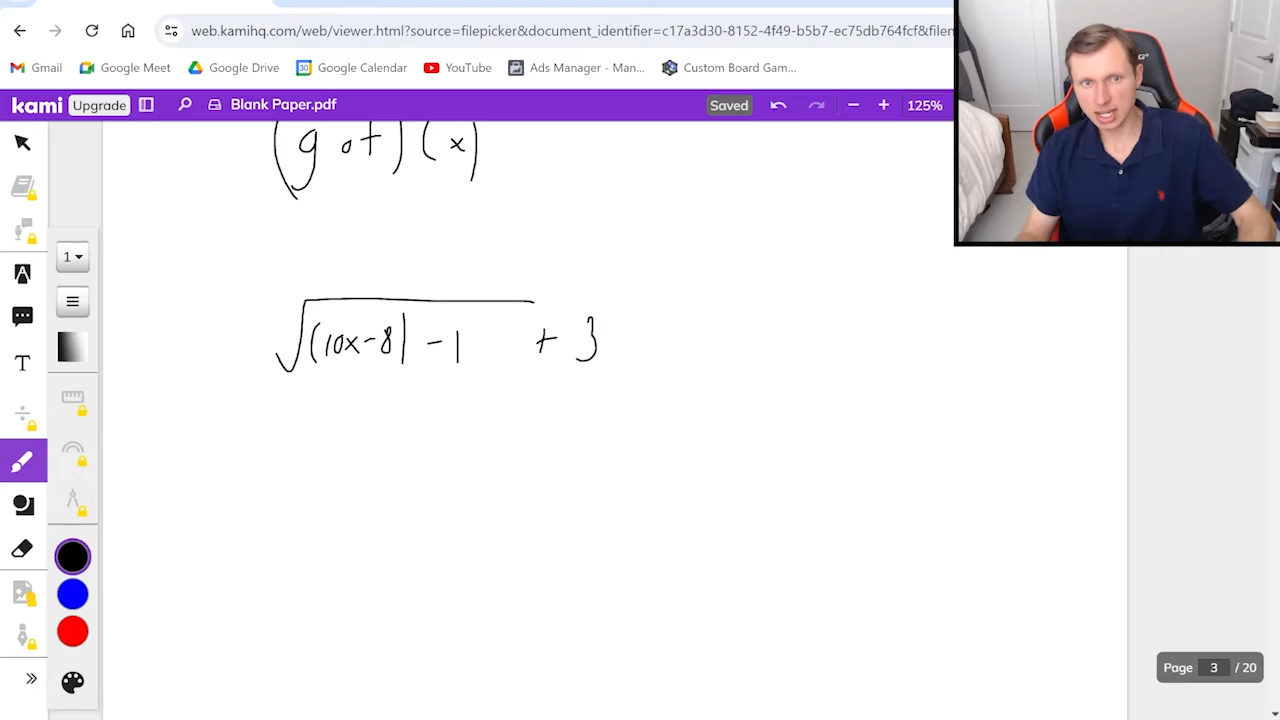 web.kamihq.com/web/viewer.html?source=filepicker&document_identifier=c17a3d30-8152-4f49-b5b7-ec75db764fcf&filen
Gmail Google Meet Google Drive 30 Google Calendar YouTube Ads Manager - Man... Custom Board Gam...
kami Upgrade Blank Paper.pdf Saved 125%
(g o f)(x)
1
√(10x-8) - 1 + 3
T
Page 3 / 20